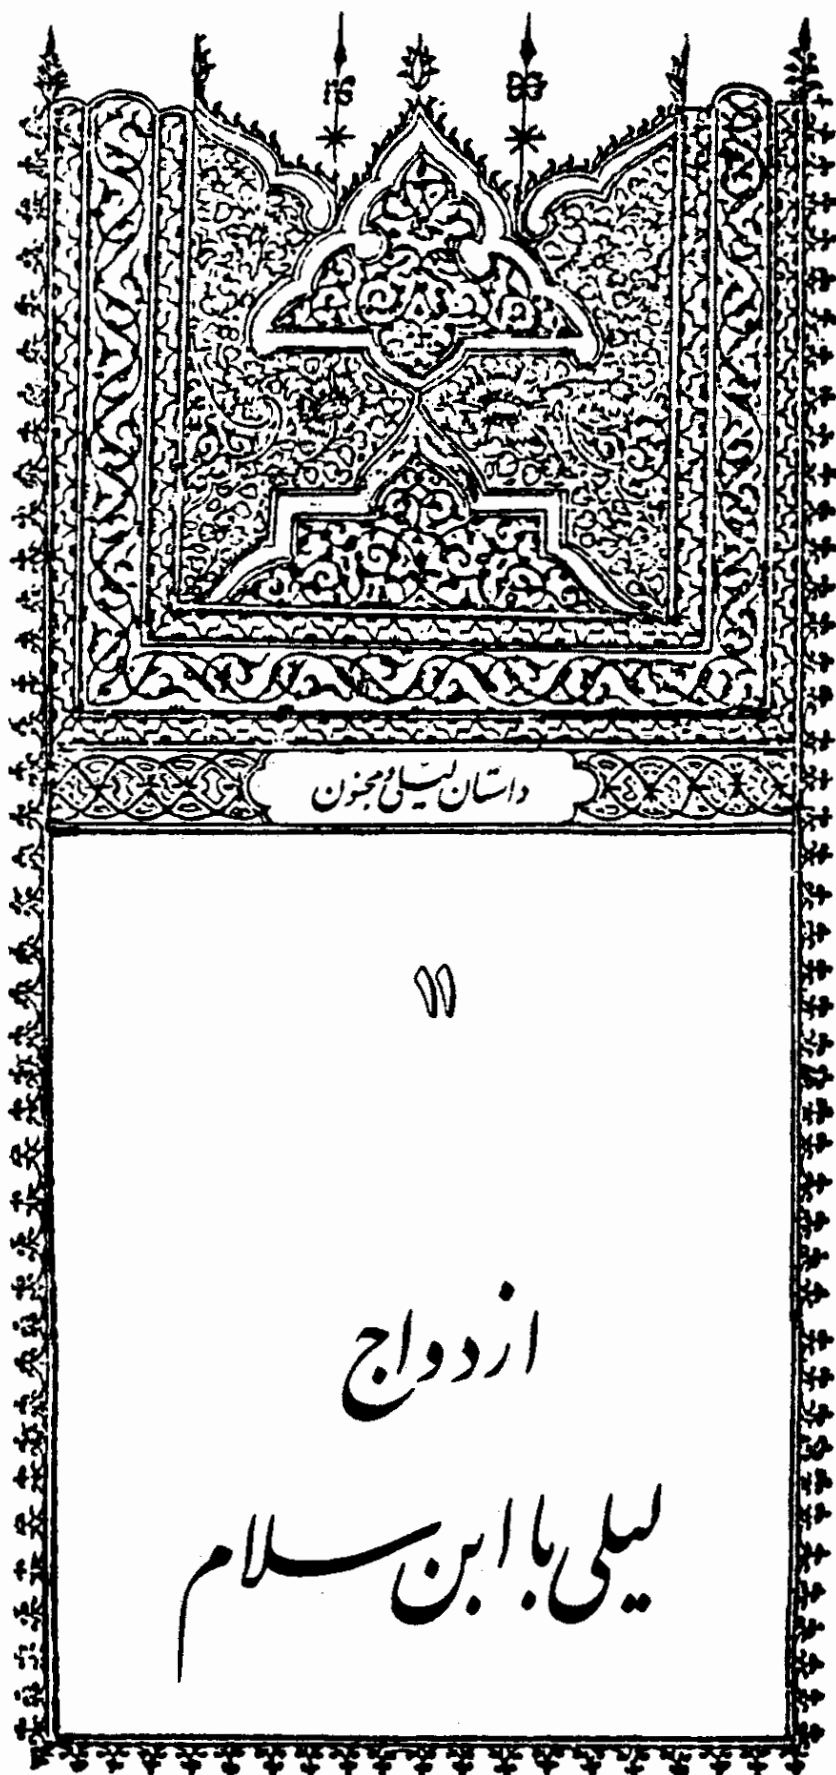 داستان لیلی و مجنون
۱۱
ازدواج
لیلی با ابن سلام